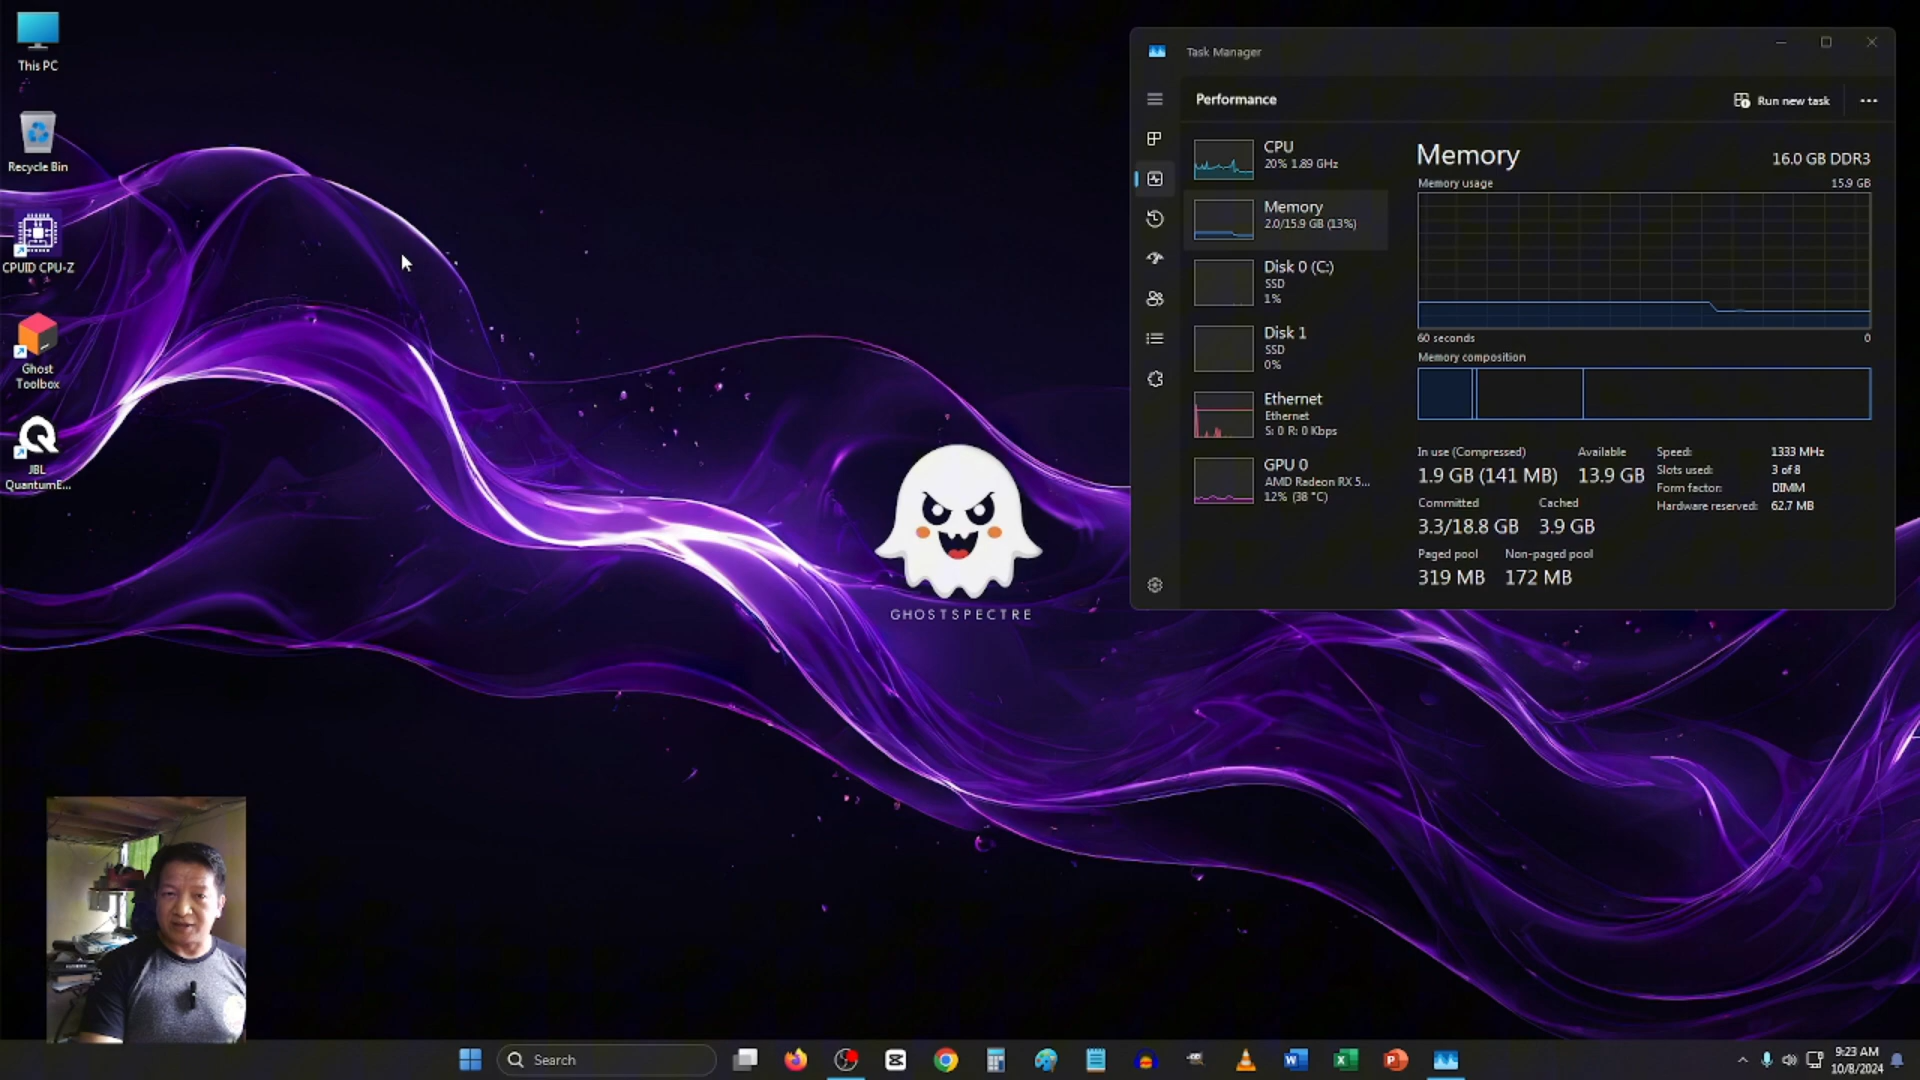 This PC
Recycle Bin
CPUID CPU-Z
Ghost
Toolbox
JBL
QuantumE...
GHOSTSPECTRE
Task Manager
Performance
Run new task
CPU
20% 1.89 GHz
Memory
2.0/15.9 GB (13%)
Disk 0 (C:)
SSD
1%
Disk 1
SSD
0%
Ethernet
Ethernet
S: 0 R: 0 Kbps
GPU 0
AMD Radeon RX 5...
12% (38 °C)
Memory 16.0 GB DDR3
Memory usage 15.9 GB
60 seconds 0
Memory composition
In use (Compressed) Available
1.9 GB (141 MB) 13.9 GB
Committed Cached
3.3/18.8 GB 3.9 GB
Paged pool Non-paged pool
319 MB 172 MB
Speed: 1333 MHz
Slots used: 3 of 8
Form factor: DIMM
Hardware reserved: 62.7 MB
Search
9:23 AM
10/8/2024